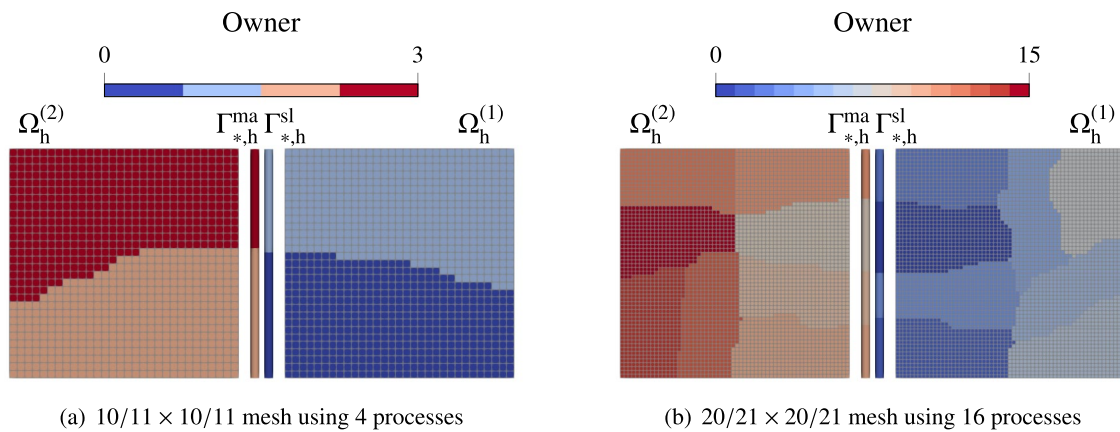 Owner
0 3
Ω_h^(2) Γ_*,h^ma Γ_*,h^sl Ω_h^(1)
(a) 10/11 × 10/11 mesh using 4 processes
Owner
0 15
Ω_h^(2) Γ_*,h^ma Γ_*,h^sl Ω_h^(1)
(b) 20/21 × 20/21 mesh using 16 processes